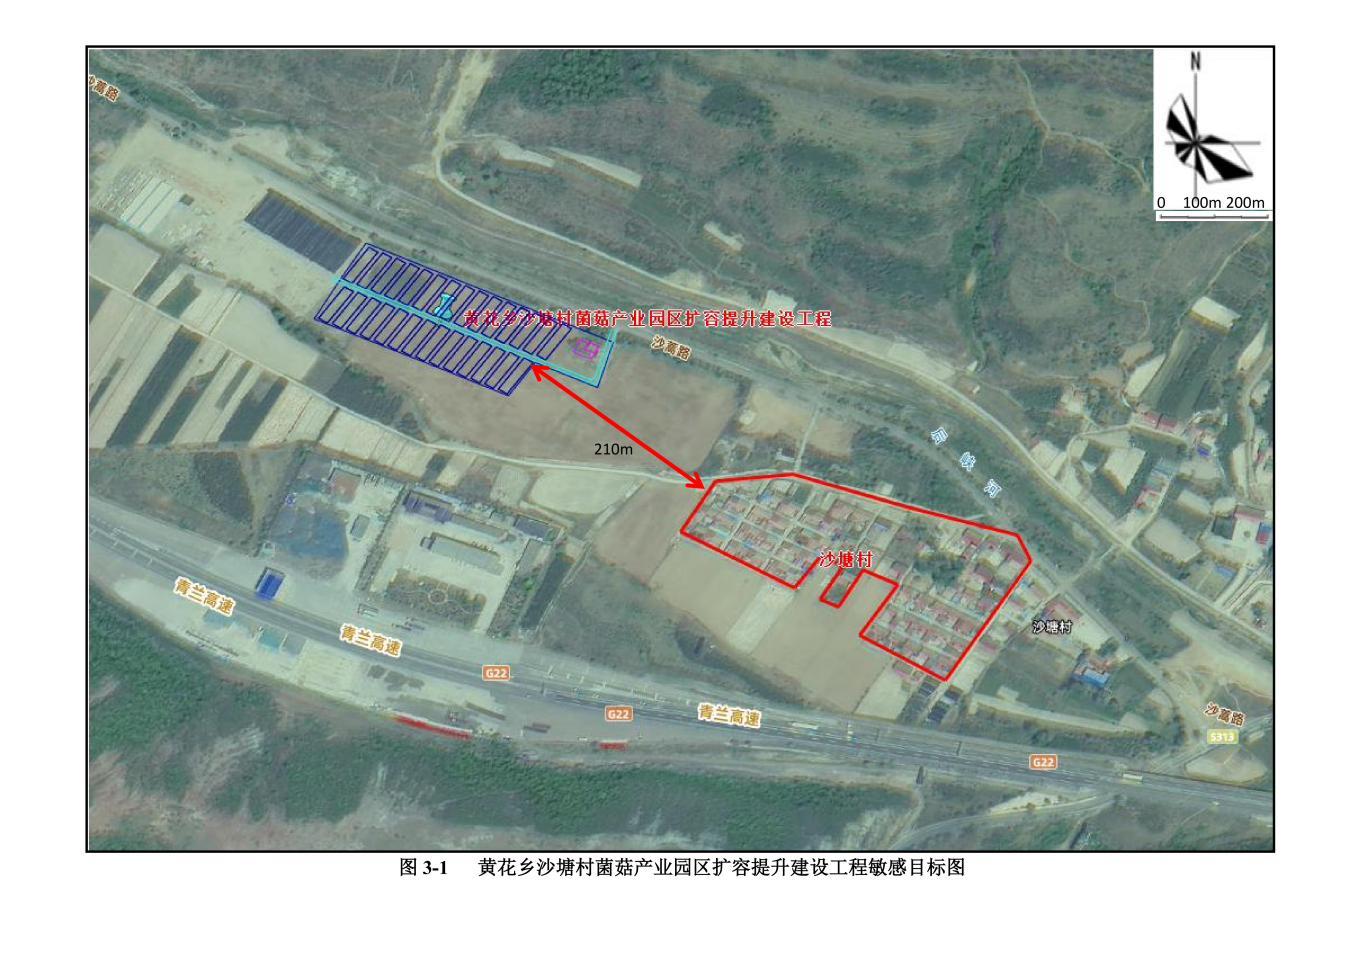 沙蒿路
N
0 100m 200m
黄花乡沙塘村菌菇产业园区扩容提升建设工程
沙蒿路
后
峡
河
210m
沙塘村
青兰高速
沙塘村
青兰高速
G22
G22
青兰高速
沙蒿路
S313
G22
图 3-1 黄花乡沙塘村菌菇产业园区扩容提升建设工程敏感目标图